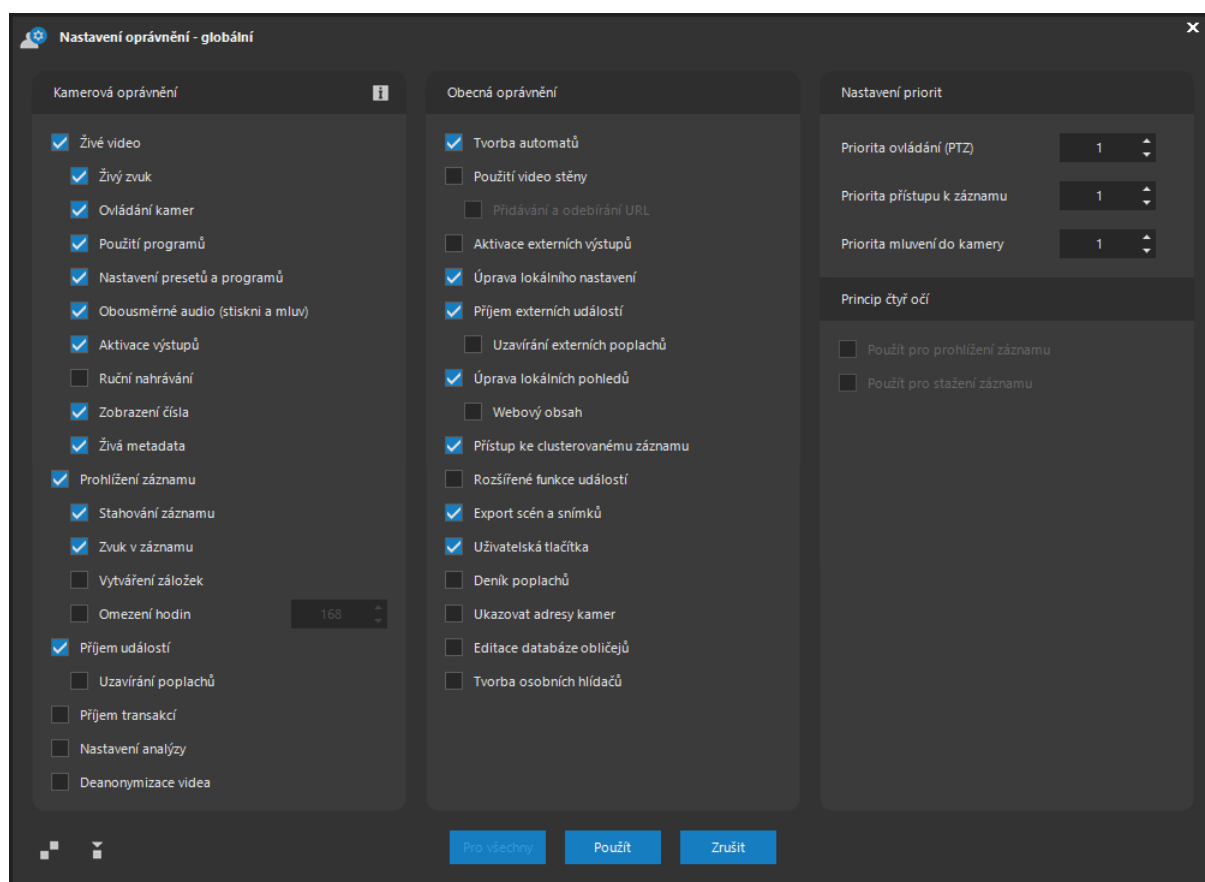 Nastavení oprávnění - globální
Kamerová oprávnění
Živé video
Živý zvuk
Ovládání kamer
Použití programů
Nastavení presetů a programů
Obousměrné audio (stiskni a mluv)
Aktivace výstupů
Ruční nahrávání
Zobrazení čísla
Živá metadata
Prohlížení záznamu
Stahování záznamu
Zvuk v záznamu
Vytváření záložek
Omezení hodin 168
Příjem událostí
Uzavírání poplachů
Příjem transakcí
Nastavení analýzy
Deanonymizace videa
Obecná oprávnění
Tvorba automatů
Použití video stěny
Přidávání a odebírání URL
Aktivace externích výstupů
Úprava lokálního nastavení
Příjem externích událostí
Uzavírání externích poplachů
Úprava lokálních pohledů
Webový obsah
Přístup ke clusterovanému záznamu
Rozšířené funkce událostí
Export scén a snímků
Uživatelská tlačítka
Deník poplachů
Ukazovat adresy kamer
Editace databáze obličejů
Tvorba osobních hlídačů
Nastavení priorit
Priorita ovládání (PTZ) 1
Priorita přístupu k záznamu 1
Priorita mluvení do kamery 1
Princip čtyř očí
Použít pro prohlížení záznamu
Použít pro stažení záznamu
Pro všechny Použít Zrušit